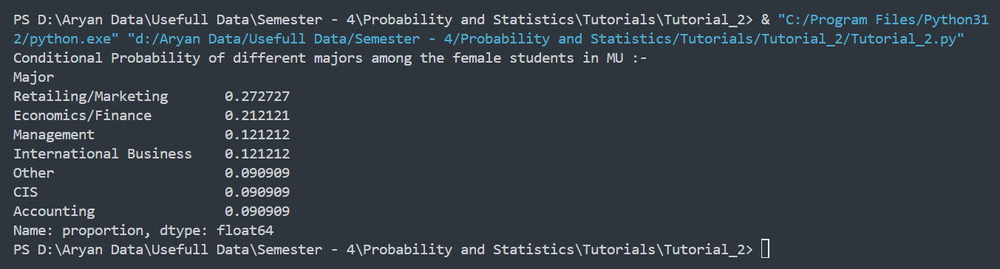 PS D:\Aryan Data\Usefull Data\Semester - 4\Probability and Statistics\Tutorials\Tutorial_2> & "C:/Program Files/Python31
2/python.exe" "d:/Aryan Data/Usefull Data/Semester - 4/Probability and Statistics/Tutorials/Tutorial_2/Tutorial_2.py"
Conditional Probability of different majors among the female students in MU :-
Major
Retailing/Marketing       0.272727
Economics/Finance         0.212121
Management                0.121212
International Business    0.121212
Other                     0.090909
CIS                       0.090909
Accounting                0.090909
Name: proportion, dtype: float64
PS D:\Aryan Data\Usefull Data\Semester - 4\Probability and Statistics\Tutorials\Tutorial_2>